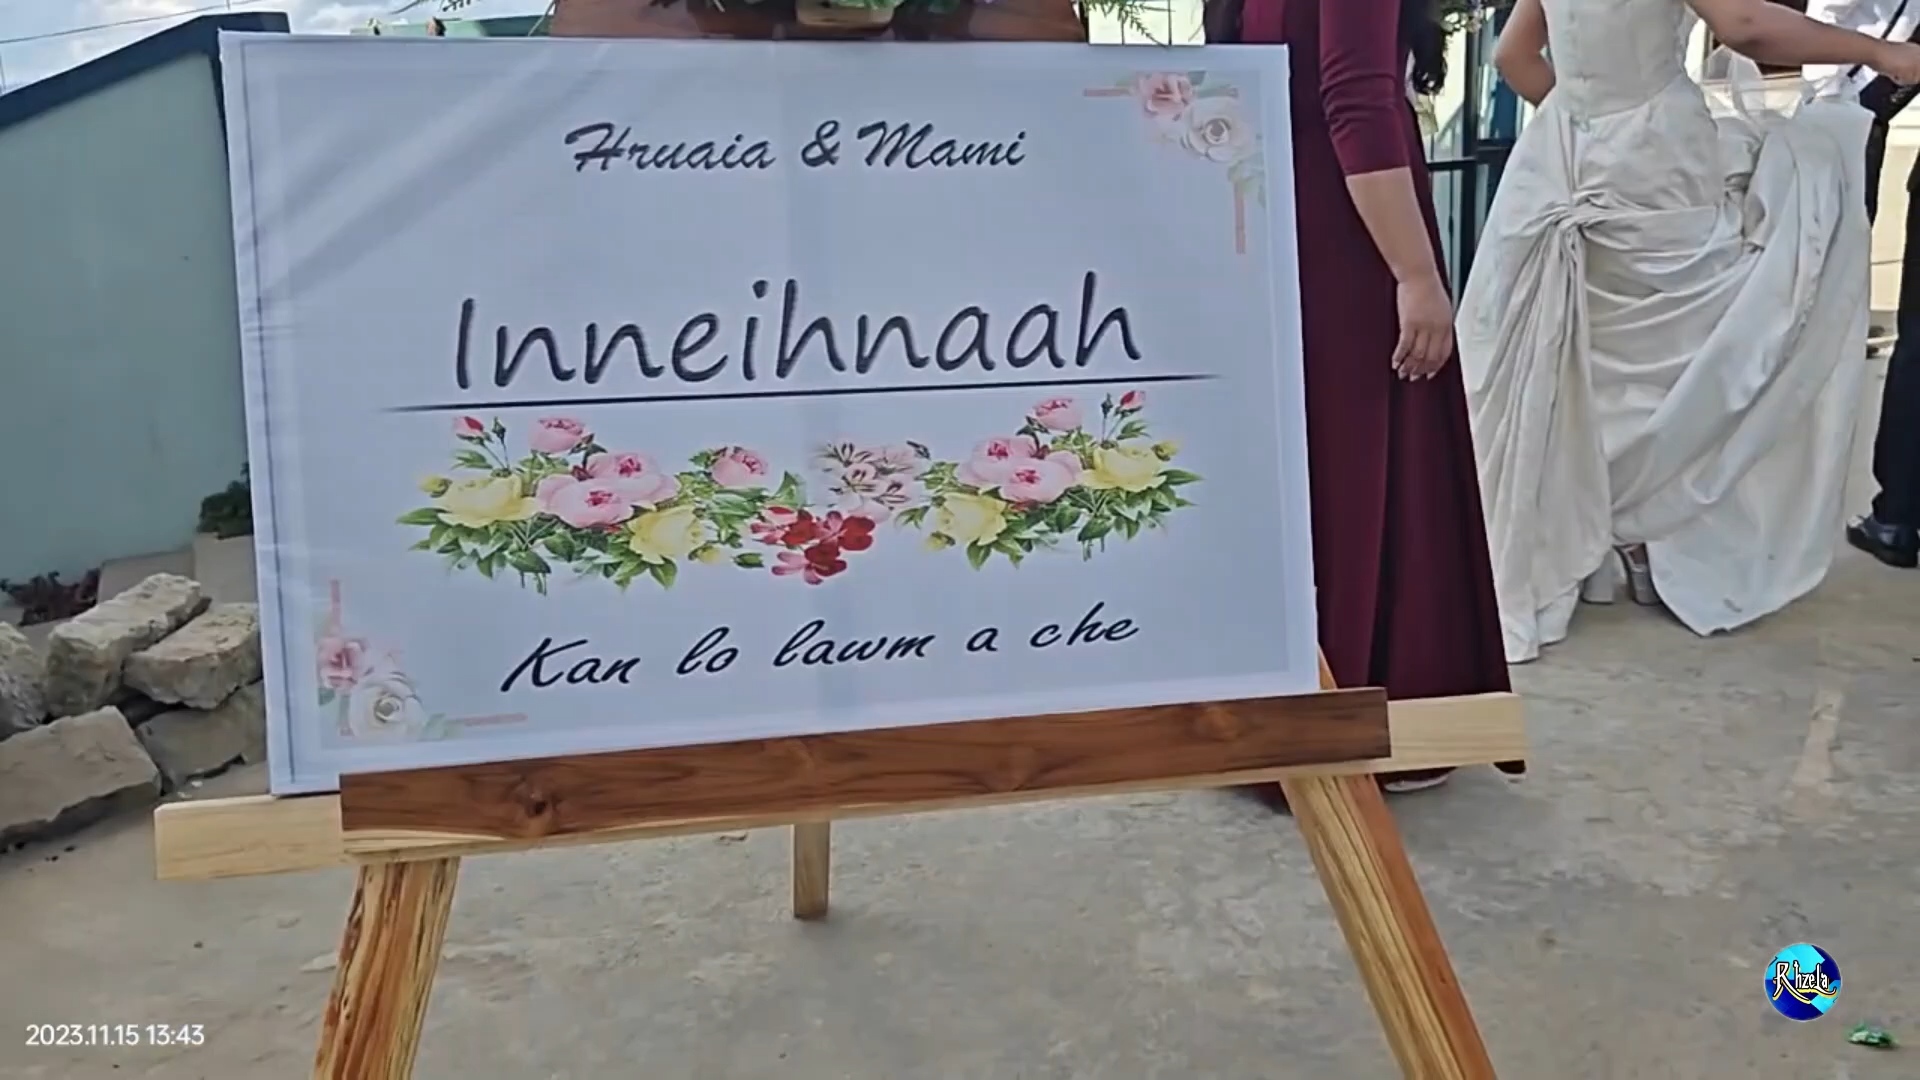 Hruaia & Mami
Inneihnaah
Kan lo lawm a che
2023.11.15 13:43
Rhzela